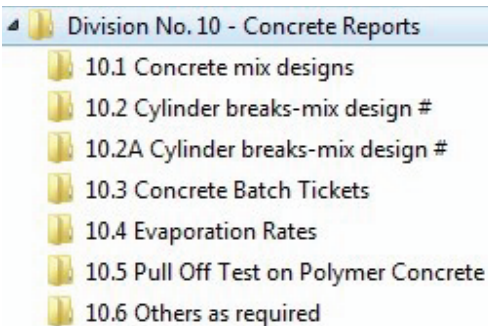 Division No. 10 - Concrete Reports
10.1 Concrete mix designs
10.2 Cylinder breaks-mix design #
10.2A Cylinder breaks-mix design #
10.3 Concrete Batch Tickets
10.4 Evaporation Rates
10.5 Pull Off Test on Polymer Concrete
10.6 Others as required